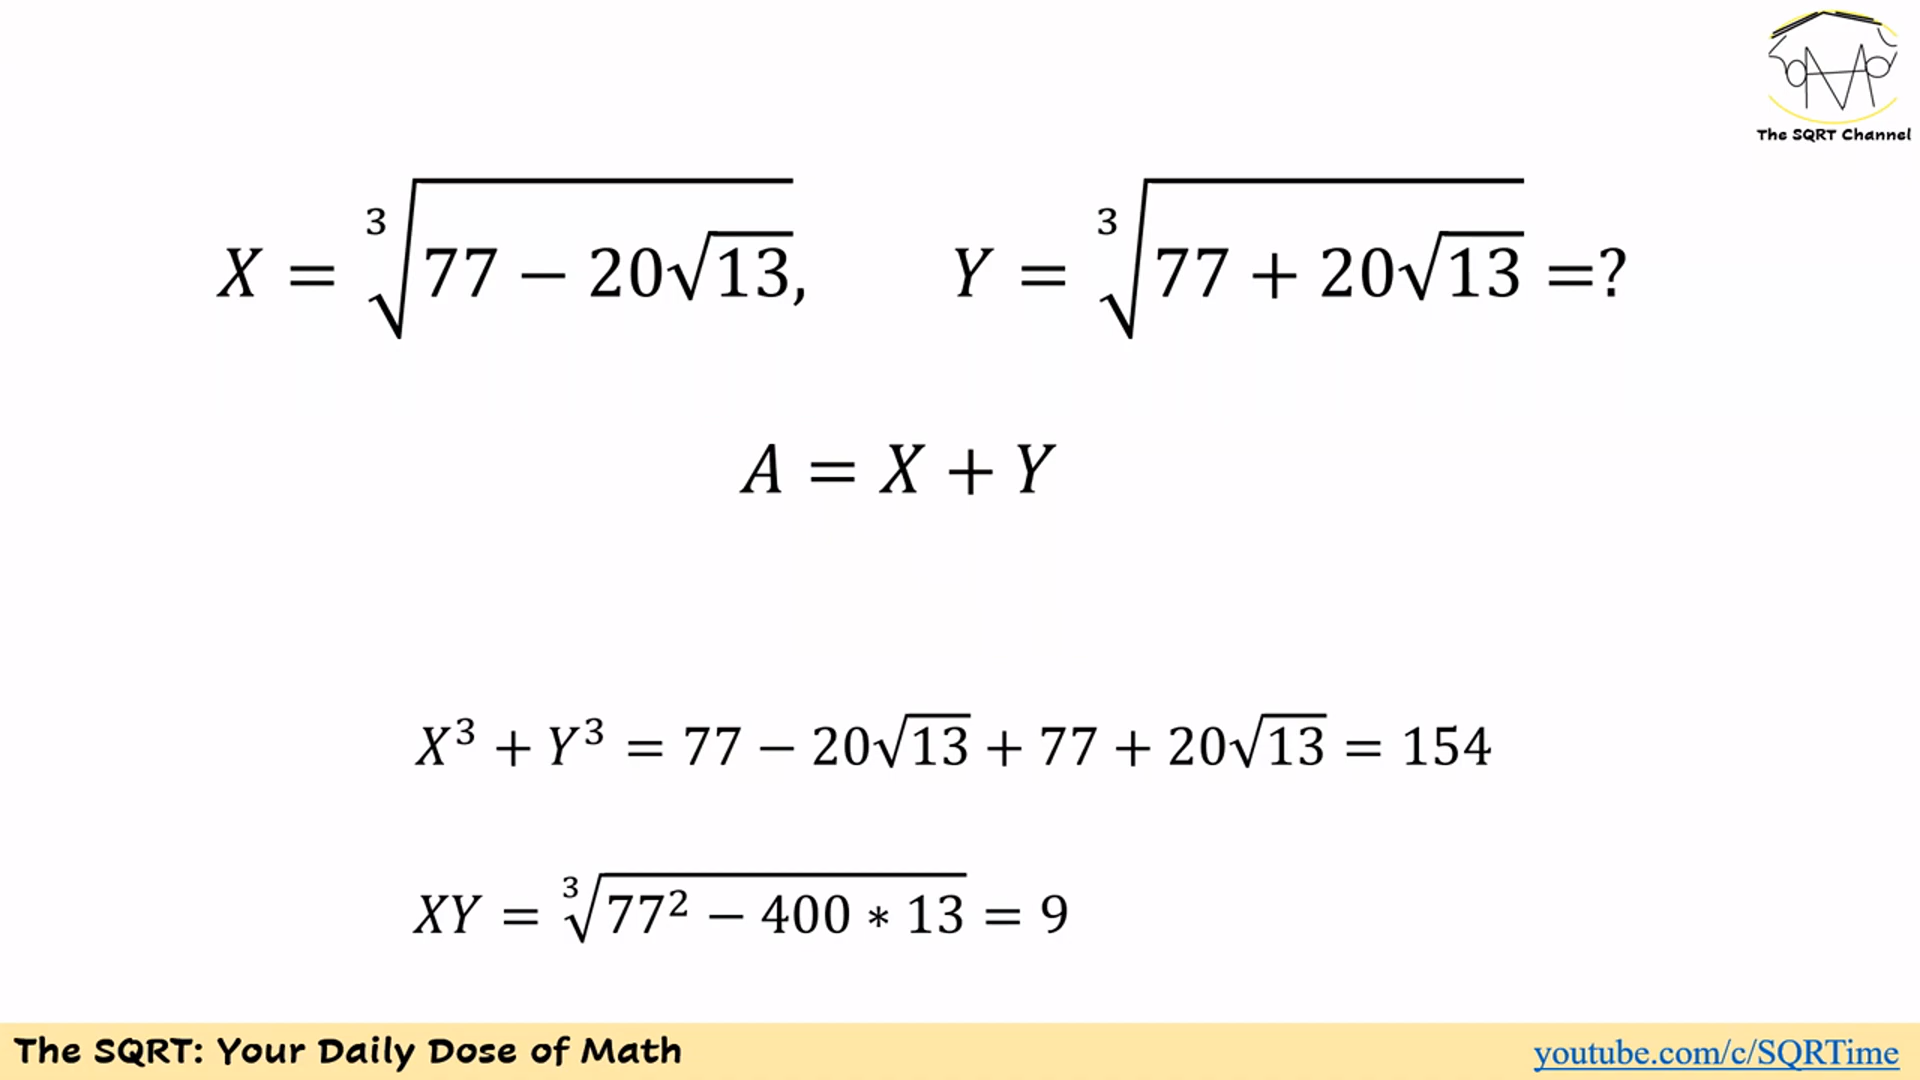 The SQRT Channel
X = ∛(77 − 20√13), Y = ∛(77 + 20√13) =?
A = X + Y
X³ + Y³ = 77 − 20√13 + 77 + 20√13 = 154
XY = ∛(77² − 400 ∗ 13) = 9
The SQRT: Your Daily Dose of Math
youtube.com/c/SQRTime